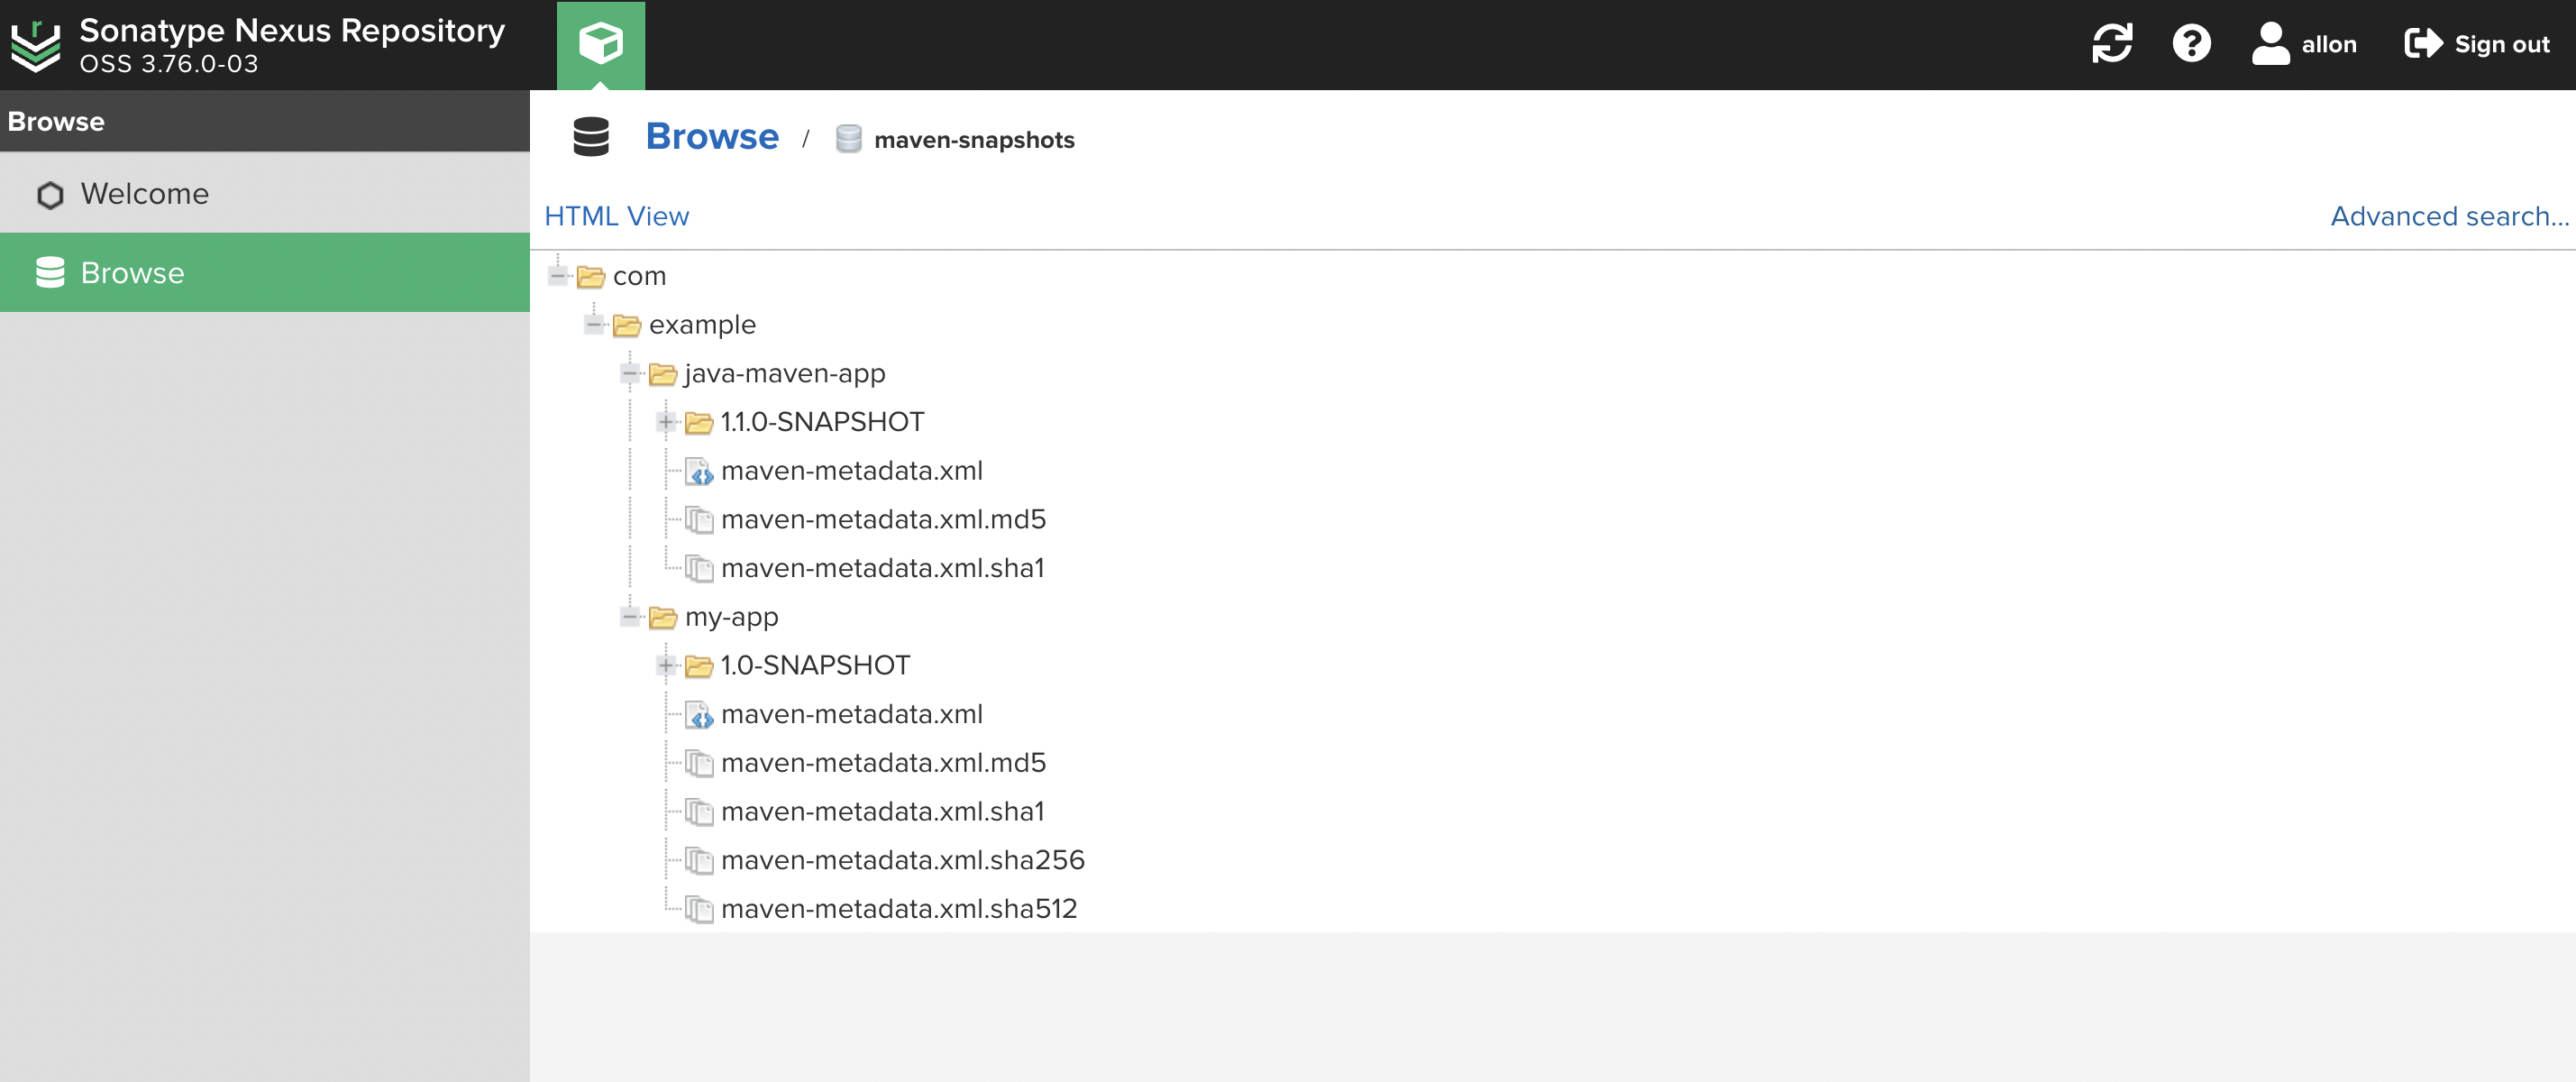 Sonatype Nexus Repository
OSS 3.76.0-03
allon
Sign out
Browse
Welcome
Browse
Browse / maven-snapshots
HTML View
Advanced search...
com
example
java-maven-app
1.1.0-SNAPSHOT
maven-metadata.xml
maven-metadata.xml.md5
maven-metadata.xml.sha1
my-app
1.0-SNAPSHOT
maven-metadata.xml
maven-metadata.xml.md5
maven-metadata.xml.sha1
maven-metadata.xml.sha256
maven-metadata.xml.sha512